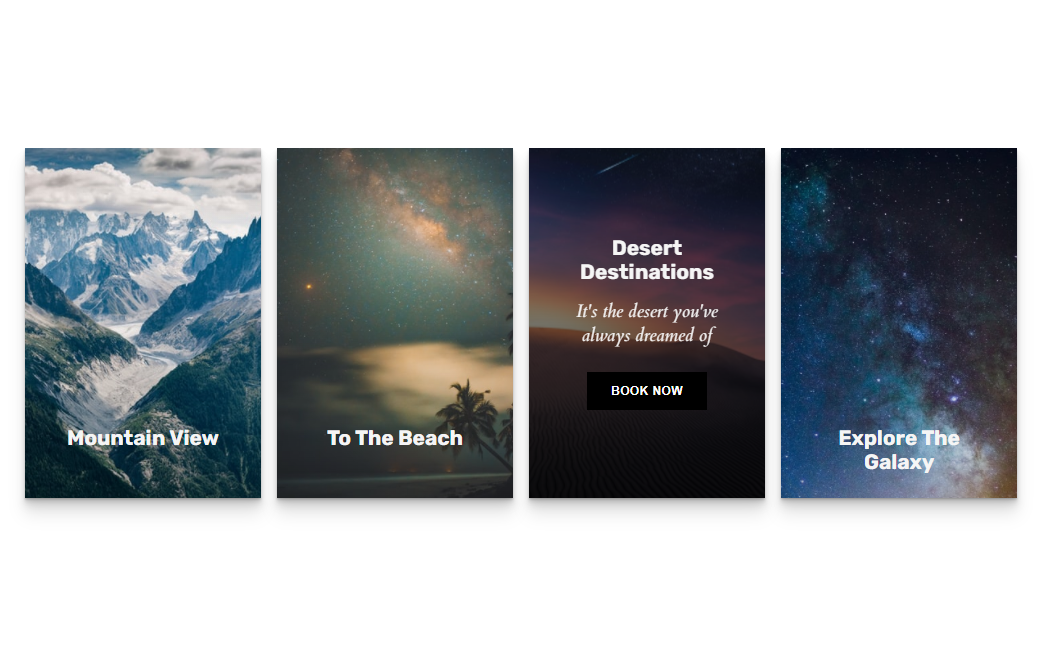 Mountain View
To The Beach
Desert
Destinations
It's the desert you've
always dreamed of
BOOK NOW
Explore The
Galaxy